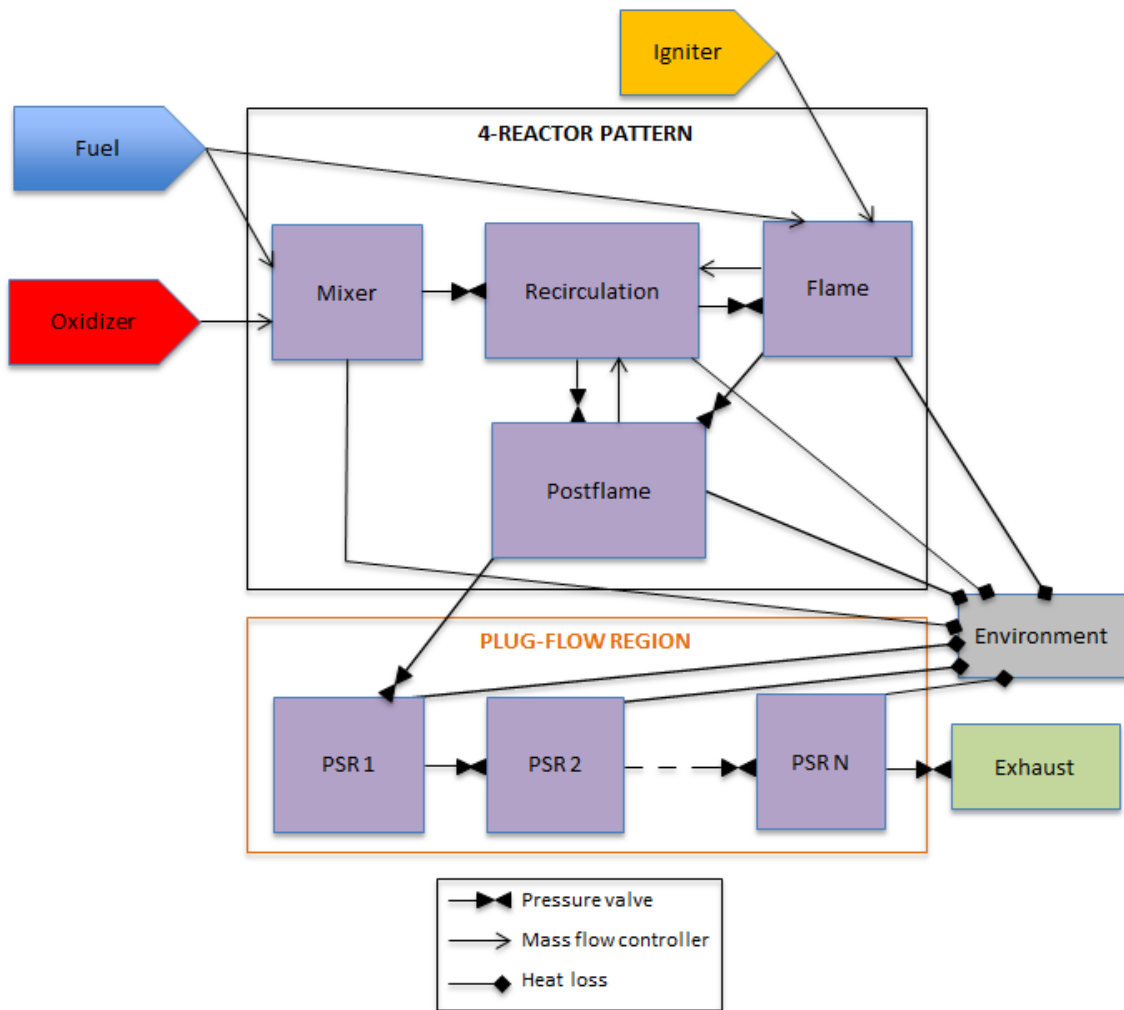 Igniter
4-REACTOR PATTERN
Fuel
Mixer
Recirculation
Flame
Oxidizer
Postflame
Environment
PLUG-FLOW REGION
PSR 1
PSR 2
PSR N
Exhaust
Pressure valve
Mass flow controller
Heat loss